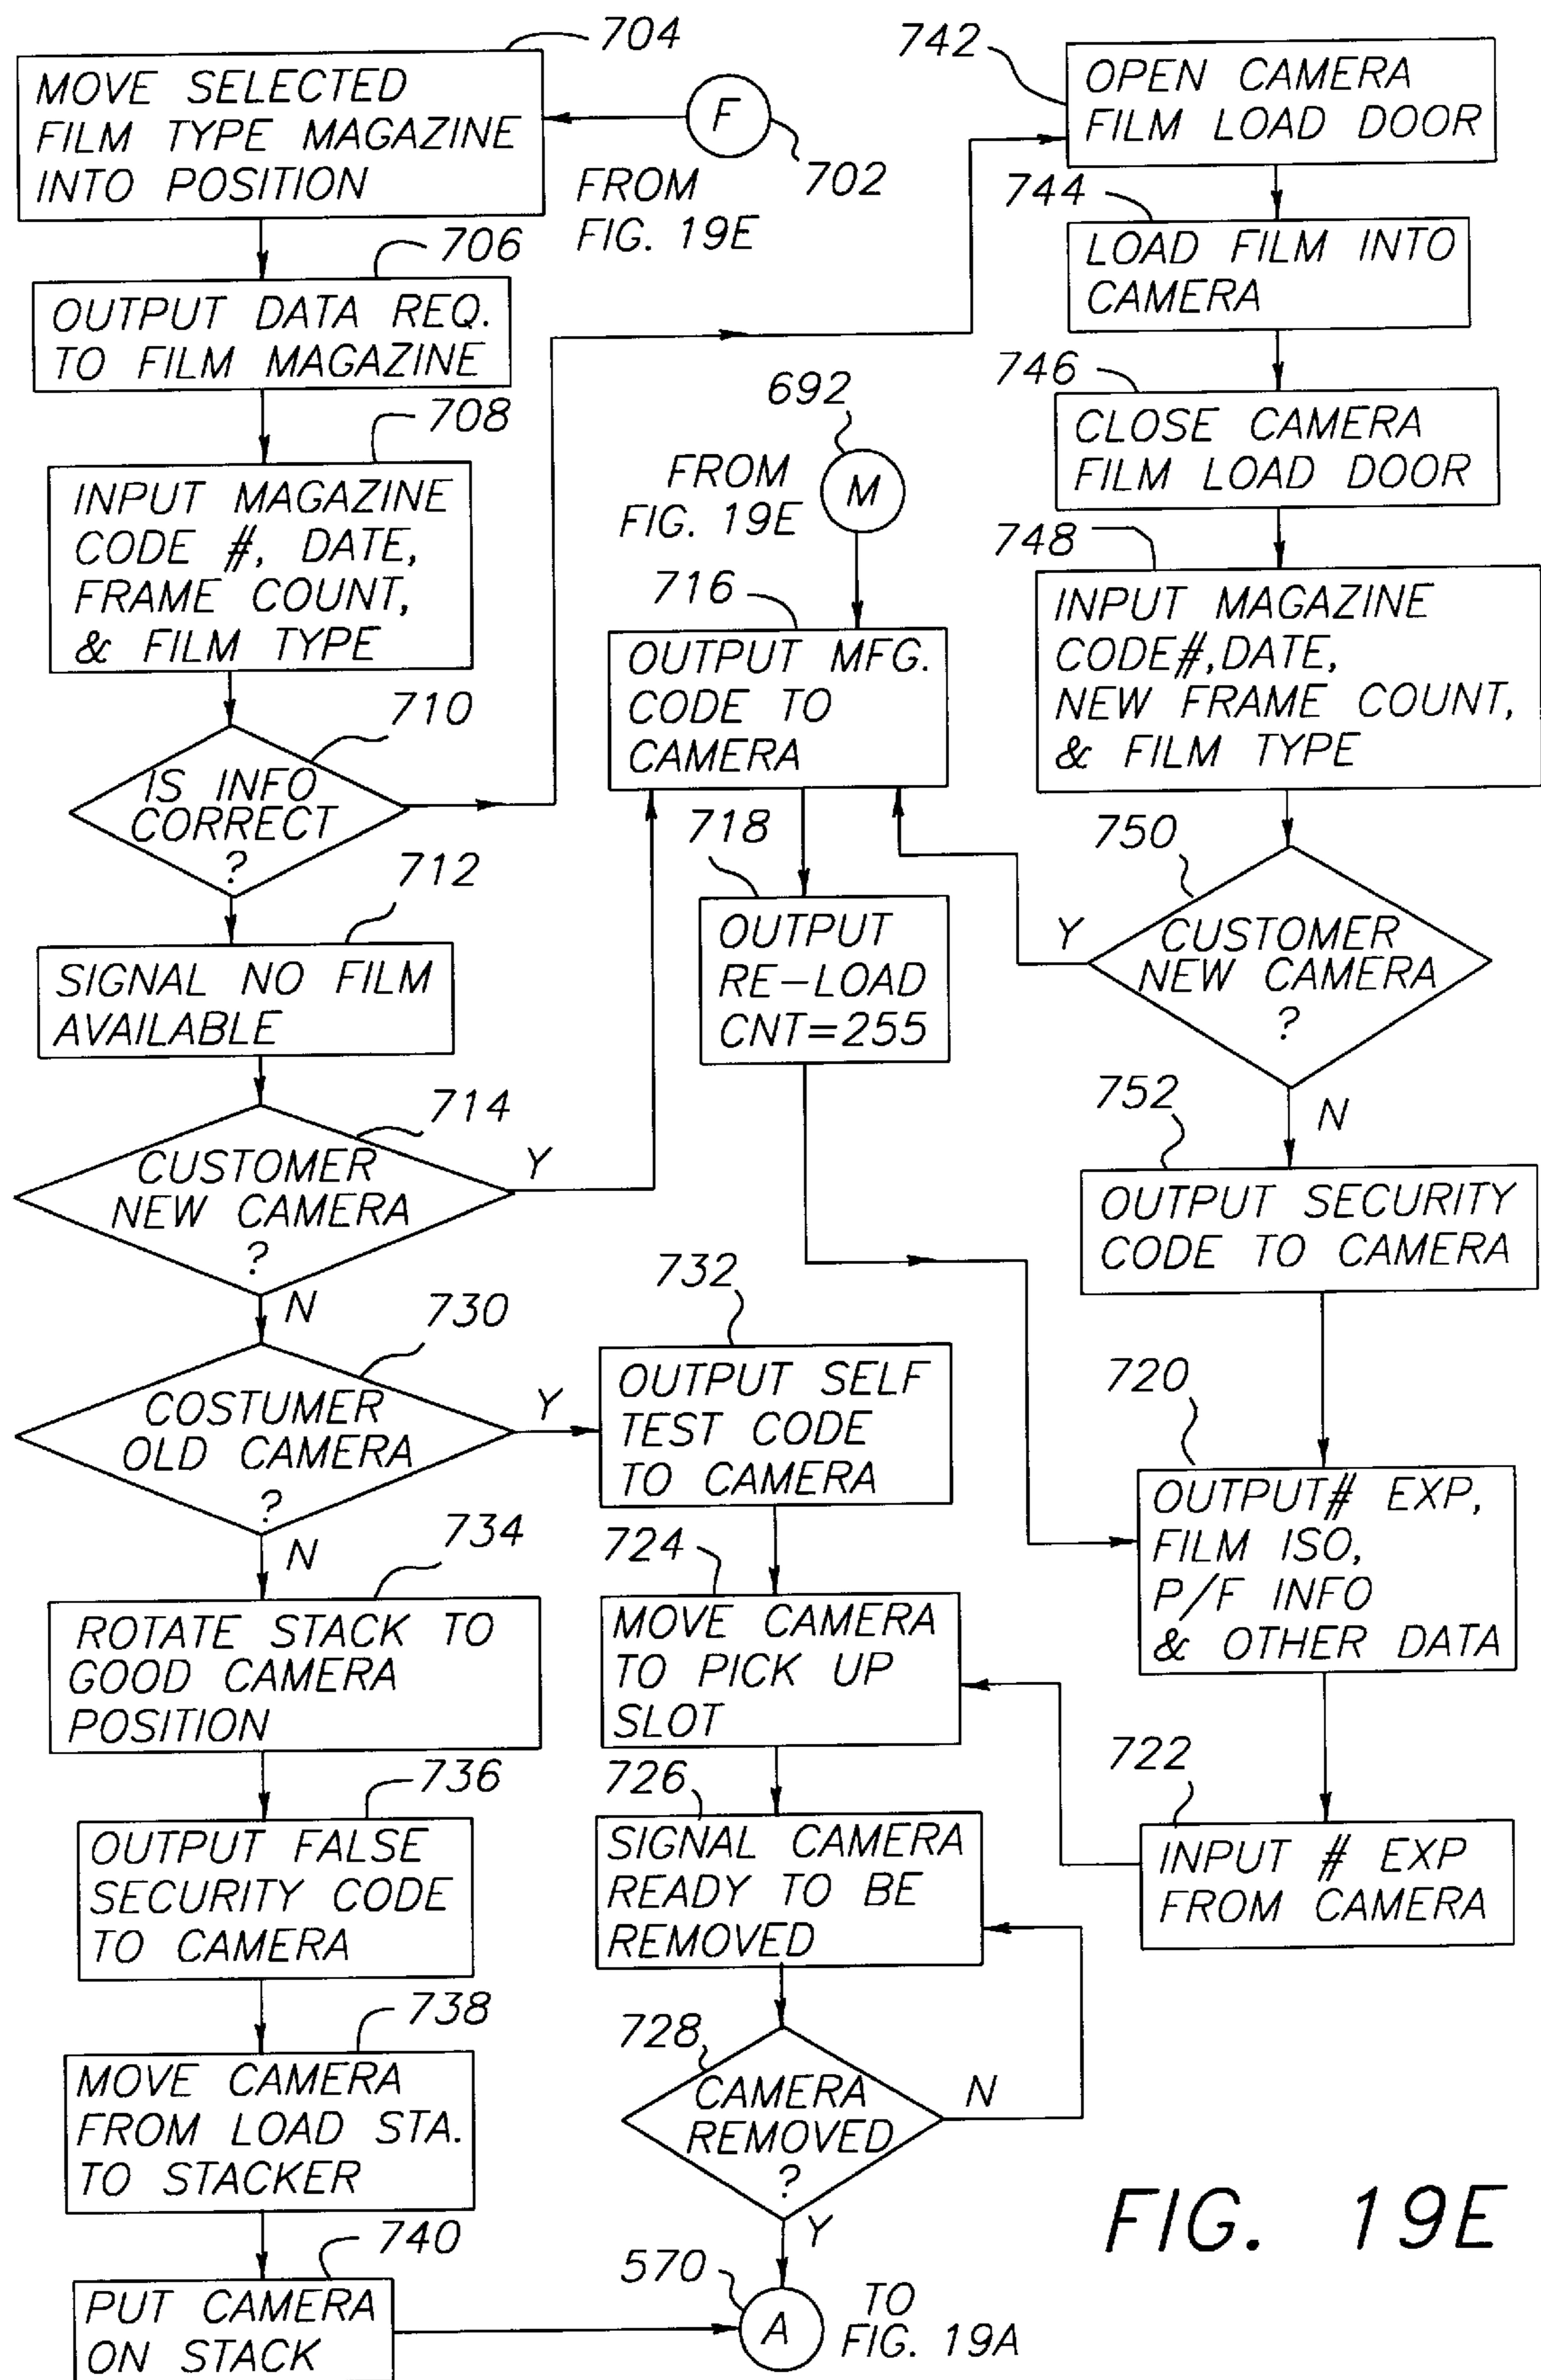 704
MOVE SELECTED
FILM TYPE MAGAZINE
INTO POSITION
F
702
FROM
FIG. 19E
706
OUTPUT DATA REQ.
TO FILM MAGAZINE
708
INPUT MAGAZINE
CODE #, DATE,
FRAME COUNT,
& FILM TYPE
710
IS INFO
CORRECT
?
712
SIGNAL NO FILM
AVAILABLE
714
CUSTOMER
NEW CAMERA
?
Y
N
730
COSTUMER
OLD CAMERA
?
Y
N
734
ROTATE STACK TO
GOOD CAMERA
POSITION
736
OUTPUT FALSE
SECURITY CODE
TO CAMERA
738
MOVE CAMERA
FROM LOAD STA.
TO STACKER
740
PUT CAMERA
ON STACK
692
FROM
FIG. 19E
M
716
OUTPUT MFG.
CODE TO
CAMERA
718
OUTPUT
RE-LOAD
CNT=255
732
OUTPUT SELF
TEST CODE
TO CAMERA
724
MOVE CAMERA
TO PICK UP
SLOT
726
SIGNAL CAMERA
READY TO BE
REMOVED
728
CAMERA
REMOVED
?
N
Y
570
A
TO
FIG. 19A
742
OPEN CAMERA
FILM LOAD DOOR
744
LOAD FILM INTO
CAMERA
746
CLOSE CAMERA
FILM LOAD DOOR
748
INPUT MAGAZINE
CODE#,DATE,
NEW FRAME COUNT,
& FILM TYPE
750
CUSTOMER
NEW CAMERA
?
Y
N
752
OUTPUT SECURITY
CODE TO CAMERA
720
OUTPUT# EXP,
FILM ISO,
P/F INFO
& OTHER DATA
722
INPUT # EXP
FROM CAMERA
FIG. 19E